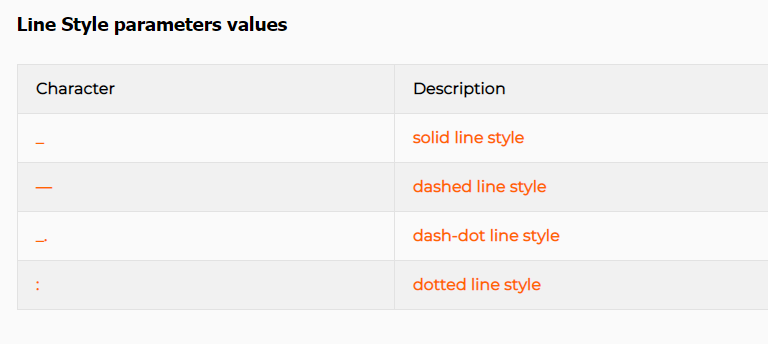 Line Style parameters values
Character Description
_ solid line style
— dashed line style
_. dash-dot line style
: dotted line style